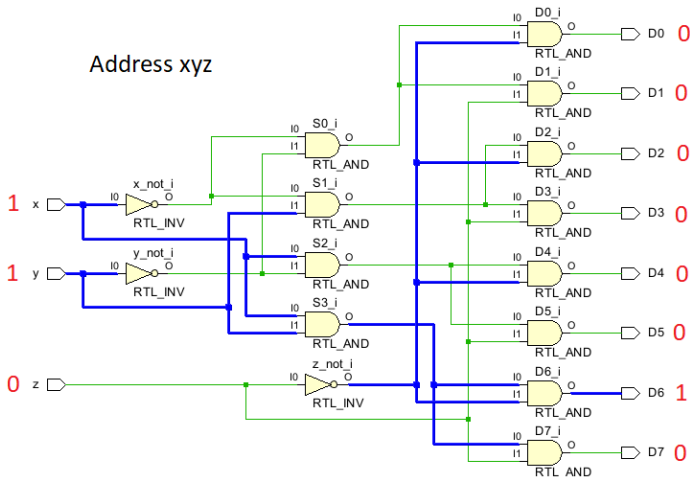 Address xyz
D0_i
I0
I1
O
RTL_AND
D0
0
D1_i
I0
I1
O
RTL_AND
D1
0
S0_i
I0
I1
O
RTL_AND
D2_i
I0
I1
O
RTL_AND
D2
0
1
x
x_not_i
I0
O
RTL_INV
S1_i
I0
I1
O
RTL_AND
D3_i
I0
I1
O
RTL_AND
D3
0
1
y
y_not_i
I0
O
RTL_INV
S2_i
I0
I1
O
RTL_AND
D4_i
I0
I1
O
RTL_AND
D4
0
S3_i
I0
I1
O
RTL_AND
D5_i
I0
I1
O
RTL_AND
D5
0
0
z
z_not_i
I0
O
RTL_INV
D6_i
I0
I1
O
RTL_AND
D6
1
D7_i
I0
I1
O
RTL_AND
D7
0